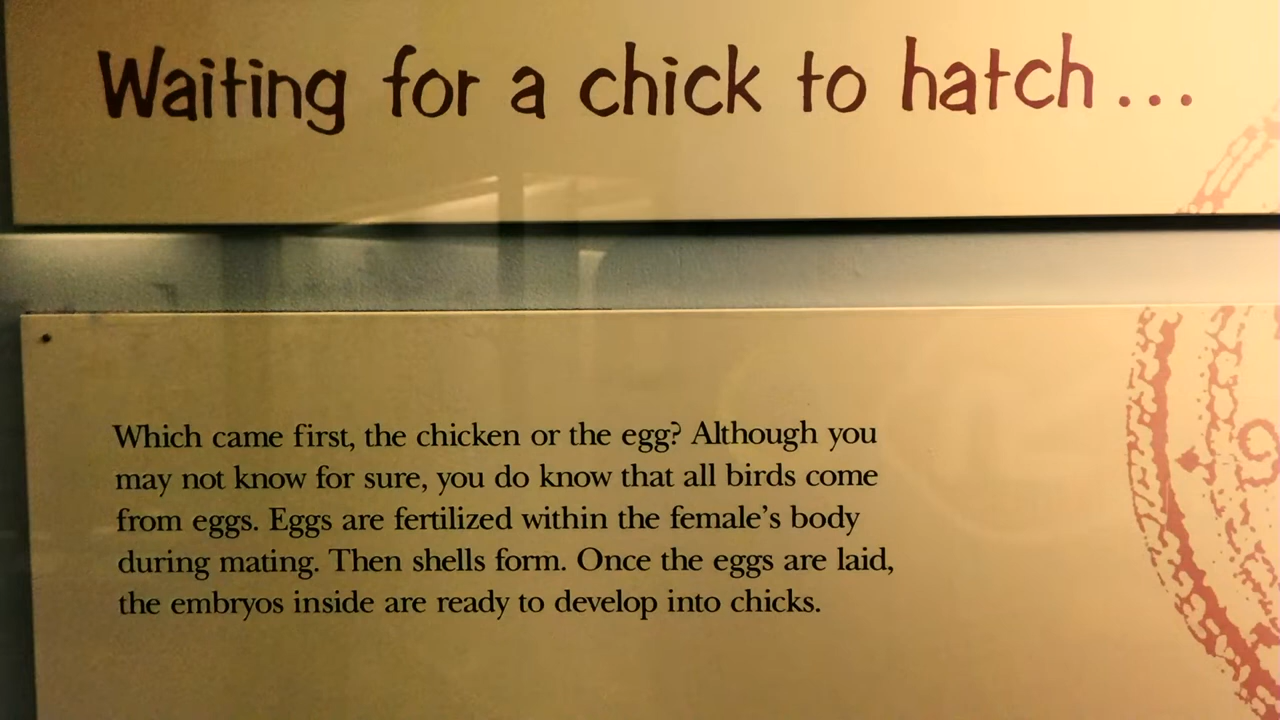 Waiting for a chick to hatch...
Which came first, the chicken or the egg? Although you
may not know for sure, you do know that all birds come
from eggs. Eggs are fertilized within the female's body
during mating. Then shells form. Once the eggs are laid,
the embryos inside are ready to develop into chicks.